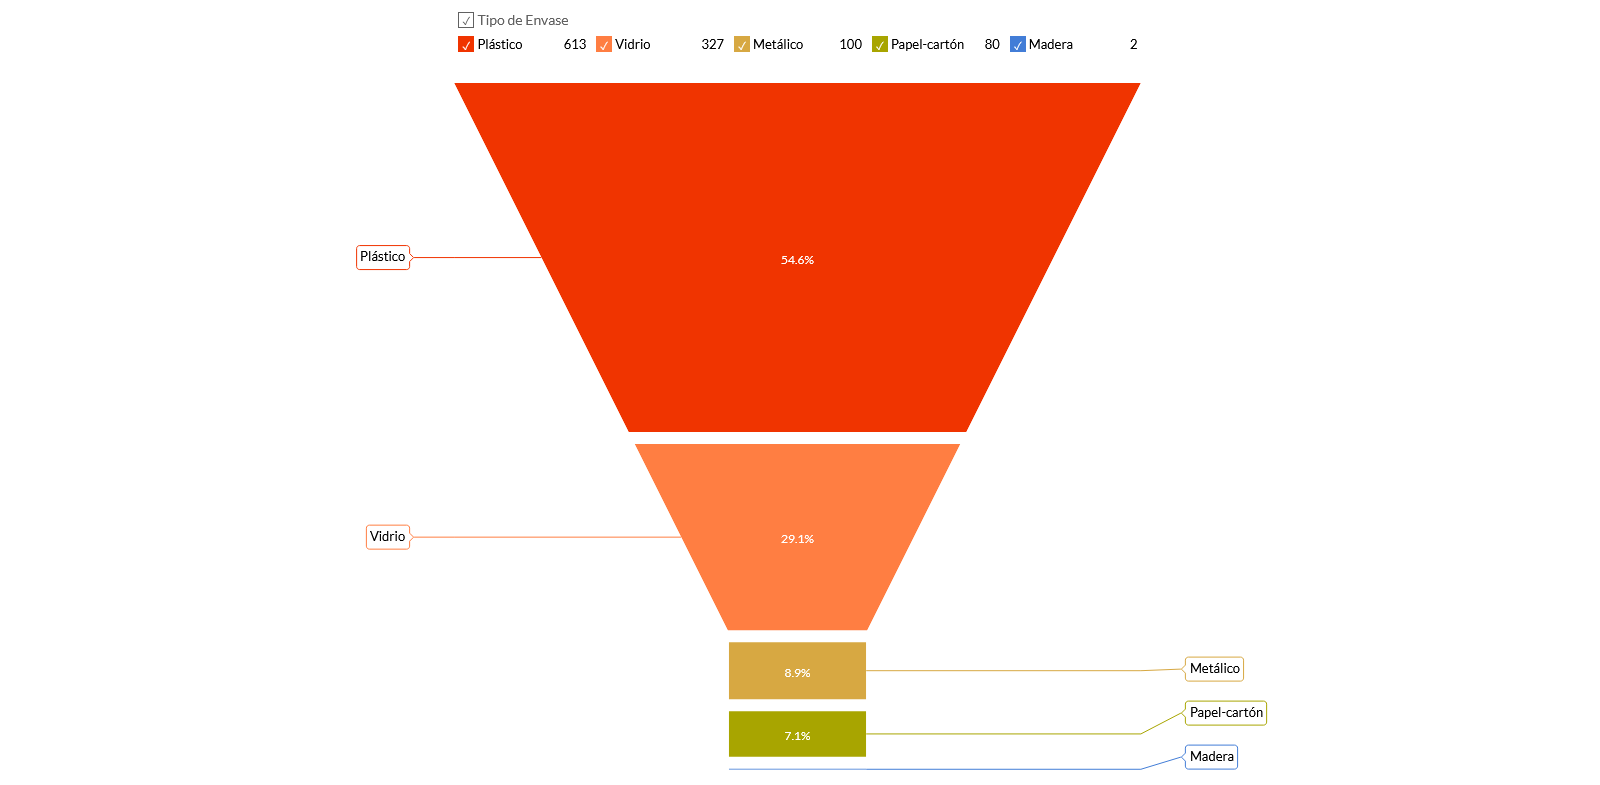 Tipo de Envase
Plástico 613 Vidrio 327 Metálico 100 Papel-cartón 80 Madera 2
Plástico
54.6%
Vidrio
29.1%
8.9%
Metálico
Papel-cartón
7.1%
Madera